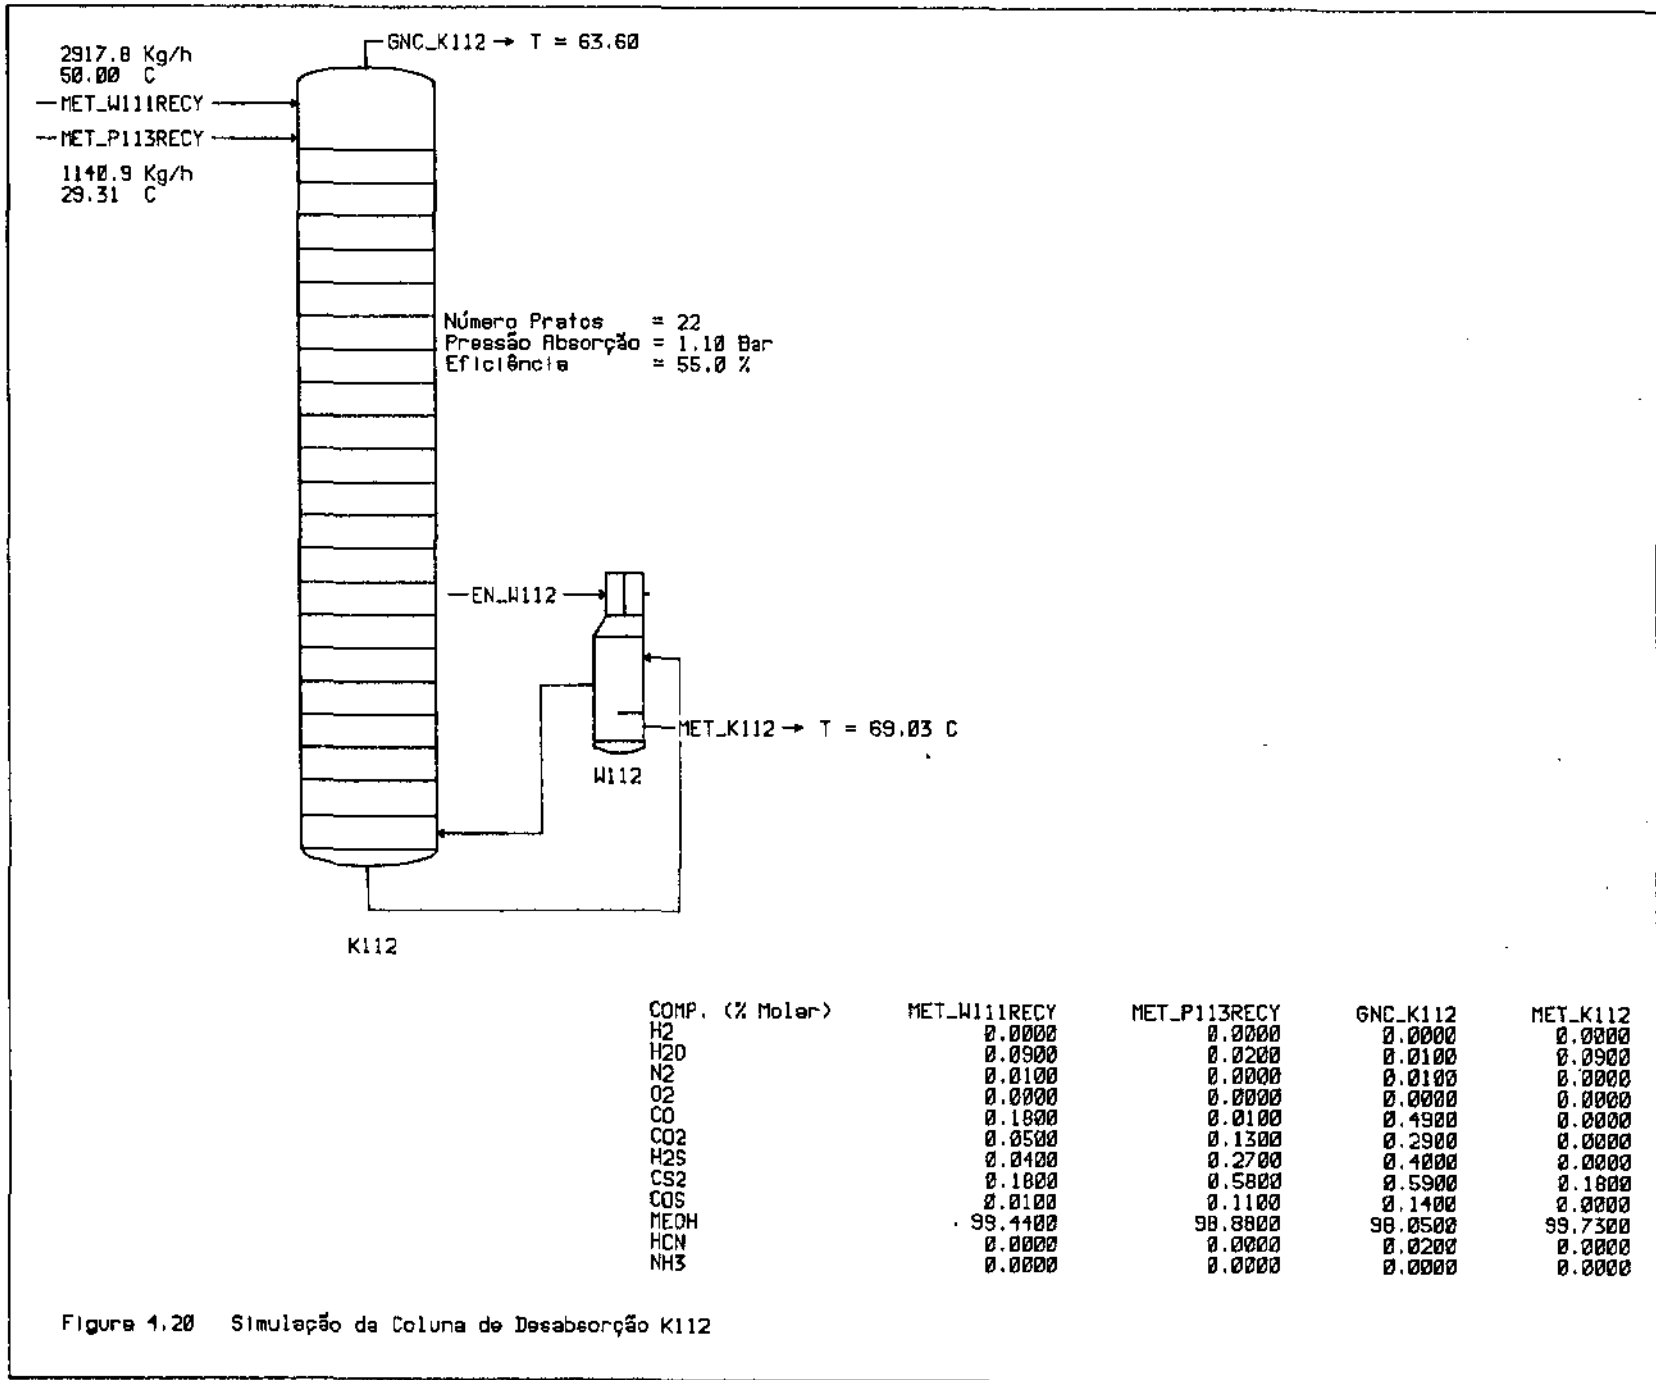 GNC_K112 → T = 63.60
2917.8 Kg/h
50.00 C
MET_W111RECY
MET_P113RECY
1140.9 Kg/h
29.31 C
Número Pratos = 22
Pressão Absorção = 1.10 Bar
Eficiência = 55.0 %
EN_W112
MET_K112 → T = 69.03 C
W112
K112
COMP. (% Molar) MET_W111RECY MET_P113RECY GNC_K112 MET_K112
H2 0.0000 0.0000 0.0000 0.0000
H2O 0.0900 0.0200 0.0100 0.0900
N2 0.0100 0.0000 0.0100 0.0000
O2 0.0000 0.0000 0.0000 0.0000
CO 0.1800 0.0100 0.4900 0.0000
CO2 0.0500 0.1300 0.2900 0.0000
H2S 0.0400 0.2700 0.4000 0.0000
CS2 0.1800 0.5800 0.5900 0.1800
COS 0.0100 0.1100 0.1400 0.0000
MEOH 99.4400 98.8800 98.0500 99.7300
HCN 0.0000 0.0000 0.0200 0.0000
NH3 0.0000 0.0000 0.0000 0.0000
Figura 4.20 Simulação da Coluna de Desabsorção K112